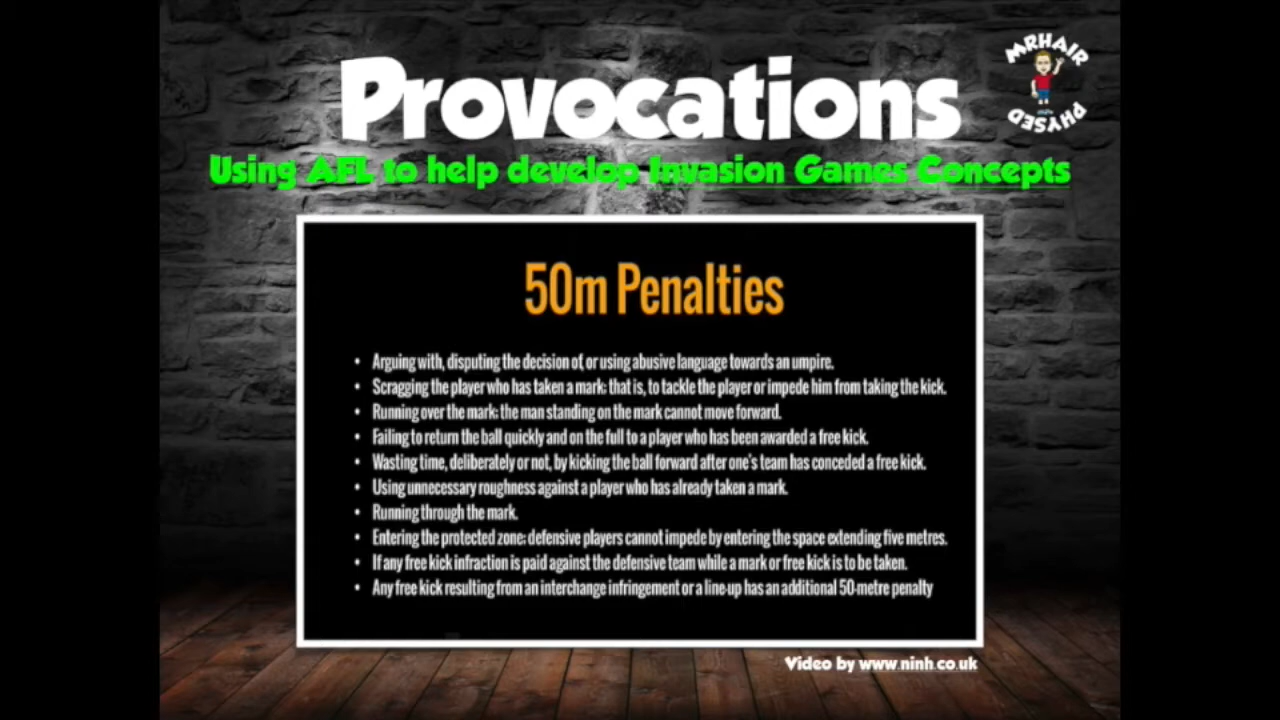 Provocations
MRHAIR
PHYSED
Using AFL to help develop Invasion Games Concepts
50m Penalties
• Arguing with, disputing the decision of, or using abusive language towards an umpire.
• Scragging the player who has taken a mark: that is, to tackle the player or impede him from taking the kick.
• Running over the mark: the man standing on the mark cannot move forward.
• Failing to return the ball quickly and on the full to a player who has been awarded a free kick.
• Wasting time, deliberately or not, by kicking the ball forward after one's team has conceded a free kick.
• Using unnecessary roughness against a player who has already taken a mark.
• Running through the mark.
• Entering the protected zone: defensive players cannot impede by entering the space extending five metres.
• If any free kick infraction is paid against the defensive team while a mark or free kick is to be taken.
• Any free kick resulting from an interchange infringement or a line-up has an additional 50-metre penalty
Video by www.ninh.co.uk